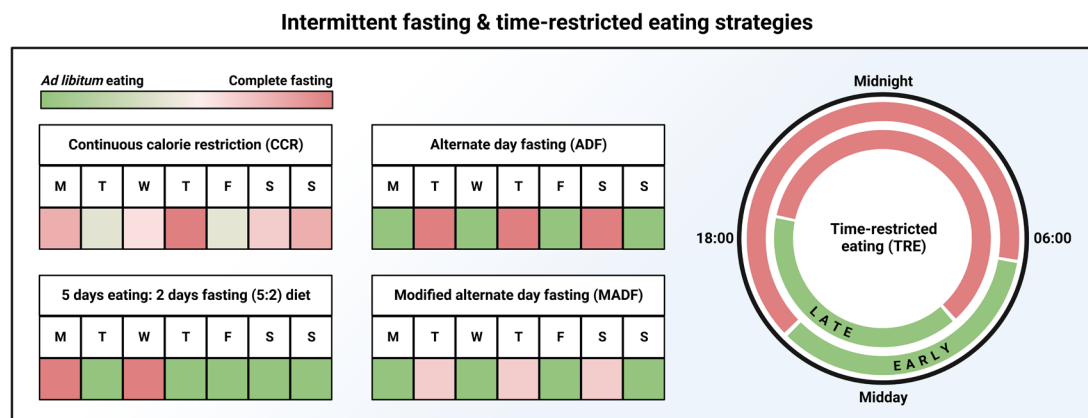 Intermittent fasting & time-restricted eating strategies
Ad libitum eating
Complete fasting
Continuous calorie restriction (CCR)
M T W T F S S
Alternate day fasting (ADF)
M T W T F S S
5 days eating: 2 days fasting (5:2) diet
M T W T F S S
Modified alternate day fasting (MADF)
M T W T F S S
Midnight
18:00
Time-restricted
eating (TRE)
06:00
LATE
EARLY
Midday